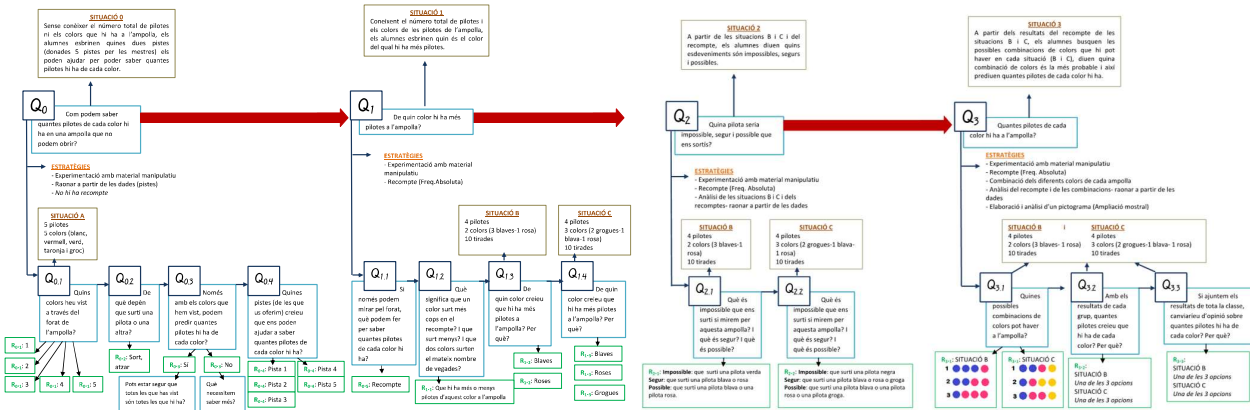 SITUACIÓ 0
Sense conèixer el número total de pilotes
ni els colors que hi ha a l'ampolla, els
alumnes esbrinen quines dues pistes
(donades 5 pistes per les mestres) els
poden ajudar per poder saber quantes
pilotes hi ha de cada color.
Q0
Com podem saber
quantes pilotes de cada color hi
ha en una ampolla que no
podem obrir?
ESTRATÈGIES
- Experimentació amb material manipulatiu
- Raonar a partir de les dades (pistes)
- No hi ha recompte
SITUACIÓ A
5 pilotes
5 colors (blanc,
vermell, verd,
taronja i groc)
Q0.1
Quins
colors heu vist
a través del
forat de
l'ampolla?
R0-1: 1
R0-1: 2
R0-1: 3
R0-1: 4
R0-1: 5
Q0.2
De
què depèn
que surti una
pilota o una
altra?
R0-2: Sort,
atzar
Q0.3
Només
amb els colors que
hem vist, podem
predir quantes
pilotes hi ha de
cada color?
R0-3: Sí
R0-3: No
Pots estar segur que
totes les que has vist
són totes les que hi ha?
Què
necessitem
saber més?
Q0.4
Quines
pistes (de les que
us oferim) creieu
que ens poden
ajudar a saber
quantes pilotes de
cada color hi ha?
R0-4: Pista 1
R0-4: Pista 2
R0-4: Pista 3
R0-4: Pista 4
R0-4: Pista 5
SITUACIÓ 1
Coneixent el número total de pilotes i
els colors de les pilotes de l'ampolla,
els alumnes esbrinen quin és el color
del qual hi ha més pilotes.
Q1
De quin color hi ha més
pilotes a l'ampolla?
ESTRATÈGIES
- Experimentació amb material
manipulatiu
- Recompte (Freq.Absoluta)
SITUACIÓ B
4 pilotes
2 colors (3 blaves-1 rosa)
10 tirades
SITUACIÓ C
4 pilotes
3 colors (2 grogues-1
blava- 1 rosa)
10 tirades
Q1.1
Si
només podem
mirar pel forat,
què podem fer
per saber
quantes pilotes
de cada color hi
ha?
R1-1: Recompte
Q1.2
Què
significa que un
color surt més
cops en el
recompte? I que
surt menys? I que
dos colors surten
el mateix nombre
de vegades?
R1-2: Que hi ha més o menys
pilotes d'aquest color a l'ampolla
Q1.3
De
quin color creieu que
hi ha més pilotes a
l'ampolla? Per
què?
R1-3: Blaves
R1-3: Roses
Q1.4
De quin
color creieu que hi
ha més pilotes a
l'ampolla? Per què?
R1-4: Blaves
R1-4: Roses
R1-4: Grogues
SITUACIÓ 2
A partir de les situacions B i C i del
recompte, els alumnes diuen quins
esdeveniments són impossibles, segurs
i possibles.
Q2
Quina pilota seria
impossible, segur i possible que
ens sortís?
ESTRATÈGIES
- Experimentació amb material manipulatiu
- Recompte (Freq. Absoluta)
- Anàlisi de les situacions B i C i dels
recomptes- raonar a partir de les dades
SITUACIÓ B
4 pilotes
2 colors (3 blaves-1
rosa)
10 tirades
SITUACIÓ C
4 pilotes
3 colors (2 grogues-1 blava-
1 rosa)
10 tirades
Q2.1
Què és
impossible que ens
surti si mirem per
aquesta ampolla? I
què és segur? I què
és possible?
Q2.2
Què és
impossible que ens
surti si mirem per
aquesta ampolla? I
què és segur? I què
és possible?
R2-1: Impossible: que surti una pilota verda
Segur: que surti una pilota blava o rosa
Possible: que surti una pilota blava o una
pilota rosa.
R2-2: Impossible: que surti una pilota negra
Segur: que surti una pilota blava o rosa o groga
Possible: que surti una pilota blava o una pilota
rosa o una pilota groga.
SITUACIÓ 3
A partir dels resultats del recompte de les
situacions B i C, els alumnes busquen les
possibles combinacions de colors que hi pot
haver en cada situació (B i C), diuen quina
combinació de colors és la més probable i així
prediuen quantes pilotes de cada color hi ha.
Q3
Quantes pilotes de cada
color hi ha a l'ampolla?
ESTRATÈGIES
- Experimentació amb material manipulatiu
- Recompte (Freq. Absoluta)
- Combinació dels diferents colors de cada ampolla
- Anàlisi del recompte i de les combinacions- raonar a partir de les
dades
- Elaboració i anàlisi d'un pictograma (Ampliació mostral)
SITUACIÓ B i SITUACIÓ C
4 pilotes
2 colors (3 blaves- 1 rosa)
10 tirades
4 pilotes
3 colors (2 grogues-1 blava- 1 rosa)
10 tirades
Q3.1
Quines
possibles
combinacions de
colors pot haver
a l'ampolla?
R3-1: SITUACIÓ B
1
2
3
R3-1: SITUACIÓ C
1
2
3
Q3.2
Amb els
resultats de cada
grup, quantes
pilotes creieu que
hi ha de cada
color? Per què?
R3-2:
SITUACIÓ B
Una de les 3 opcions
SITUACIÓ C
Una de les 3 opcions
Q3.3
Si ajuntem els
resultats de tota la classe,
canviarieu d'opinió sobre
quantes pilotes hi ha de
cada color? Per què?
R3-3:
SITUACIÓ B
Una de les 3 opcions
SITUACIÓ C
Una de les 3 opcions